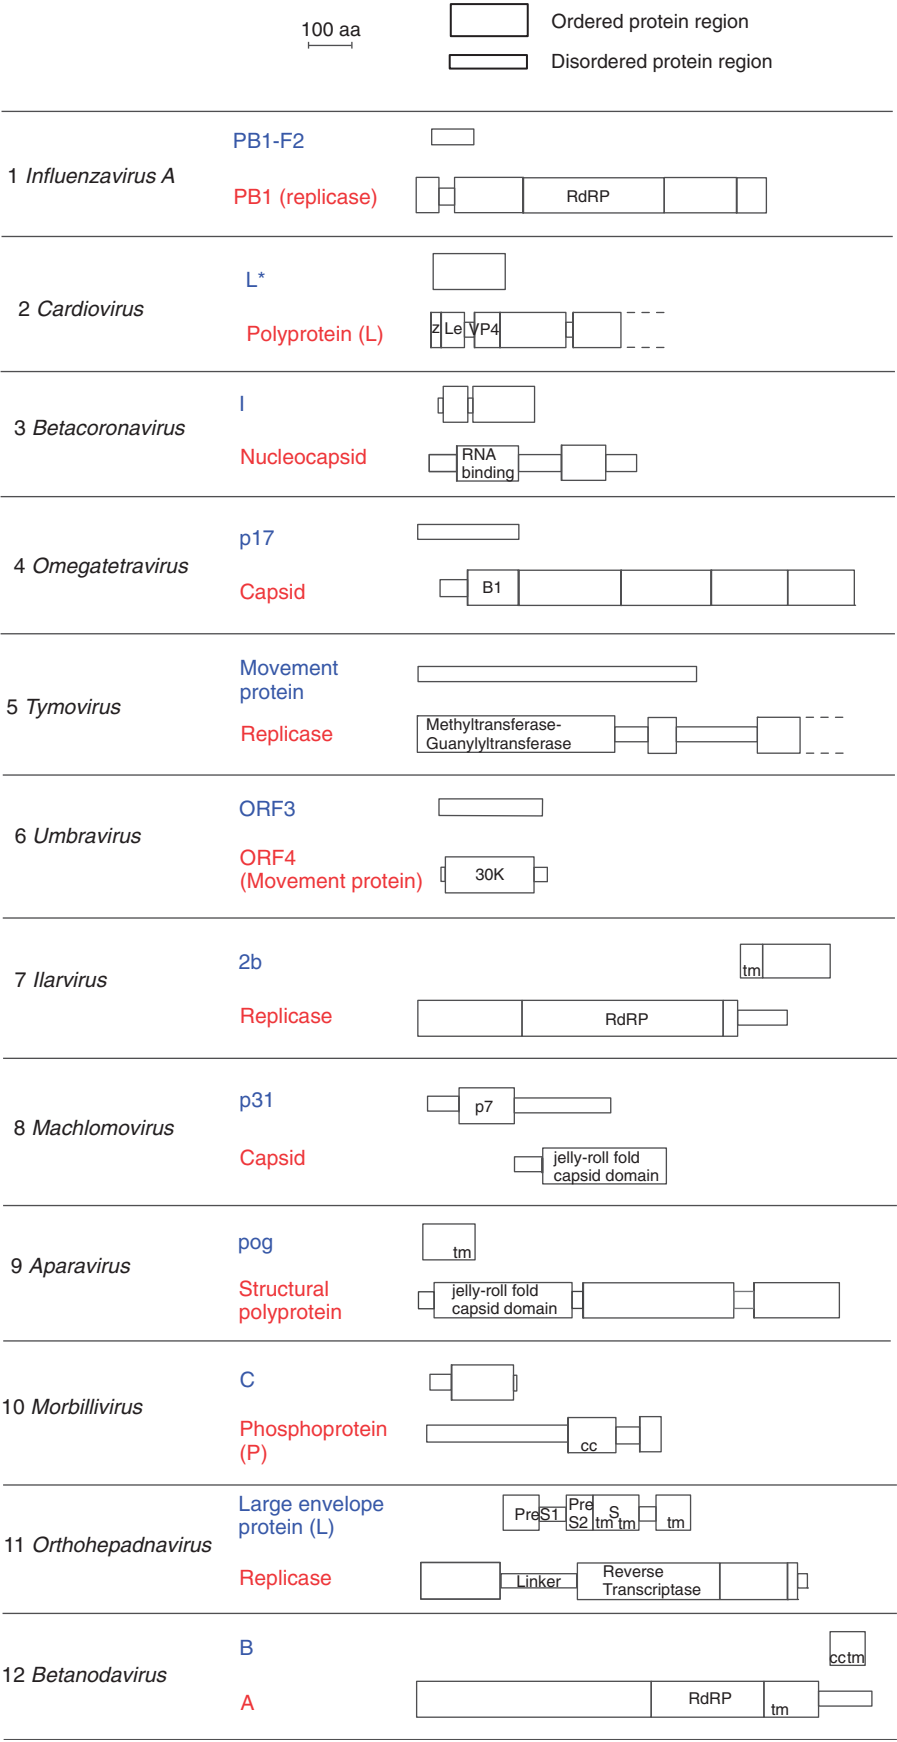 100 aa
Ordered protein region
Disordered protein region
1 Influenzavirus A
PB1-F2
PB1 (replicase)
RdRP
2 Cardiovirus
L*
Polyprotein (L)
z Le VP4
3 Betacoronavirus
I
Nucleocapsid
RNA
binding
4 Omegatetravirus
p17
Capsid
B1
5 Tymovirus
Movement
protein
Replicase
Methyltransferase-
Guanylyltransferase
6 Umbravirus
ORF3
ORF4
(Movement protein)
30K
7 Ilarvirus
2b
tm
Replicase
RdRP
8 Machlomovirus
p31
p7
Capsid
jelly-roll fold
capsid domain
9 Aparavirus
pog
tm
Structural
polyprotein
jelly-roll fold
capsid domain
10 Morbillivirus
C
Phosphoprotein
(P)
cc
11 Orthohepadnavirus
Large envelope
protein (L)
PreS1
Pre
S2
S
tm tm
tm
Replicase
Linker
Reverse
Transcriptase
12 Betanodavirus
B
cctm
A
RdRP
tm